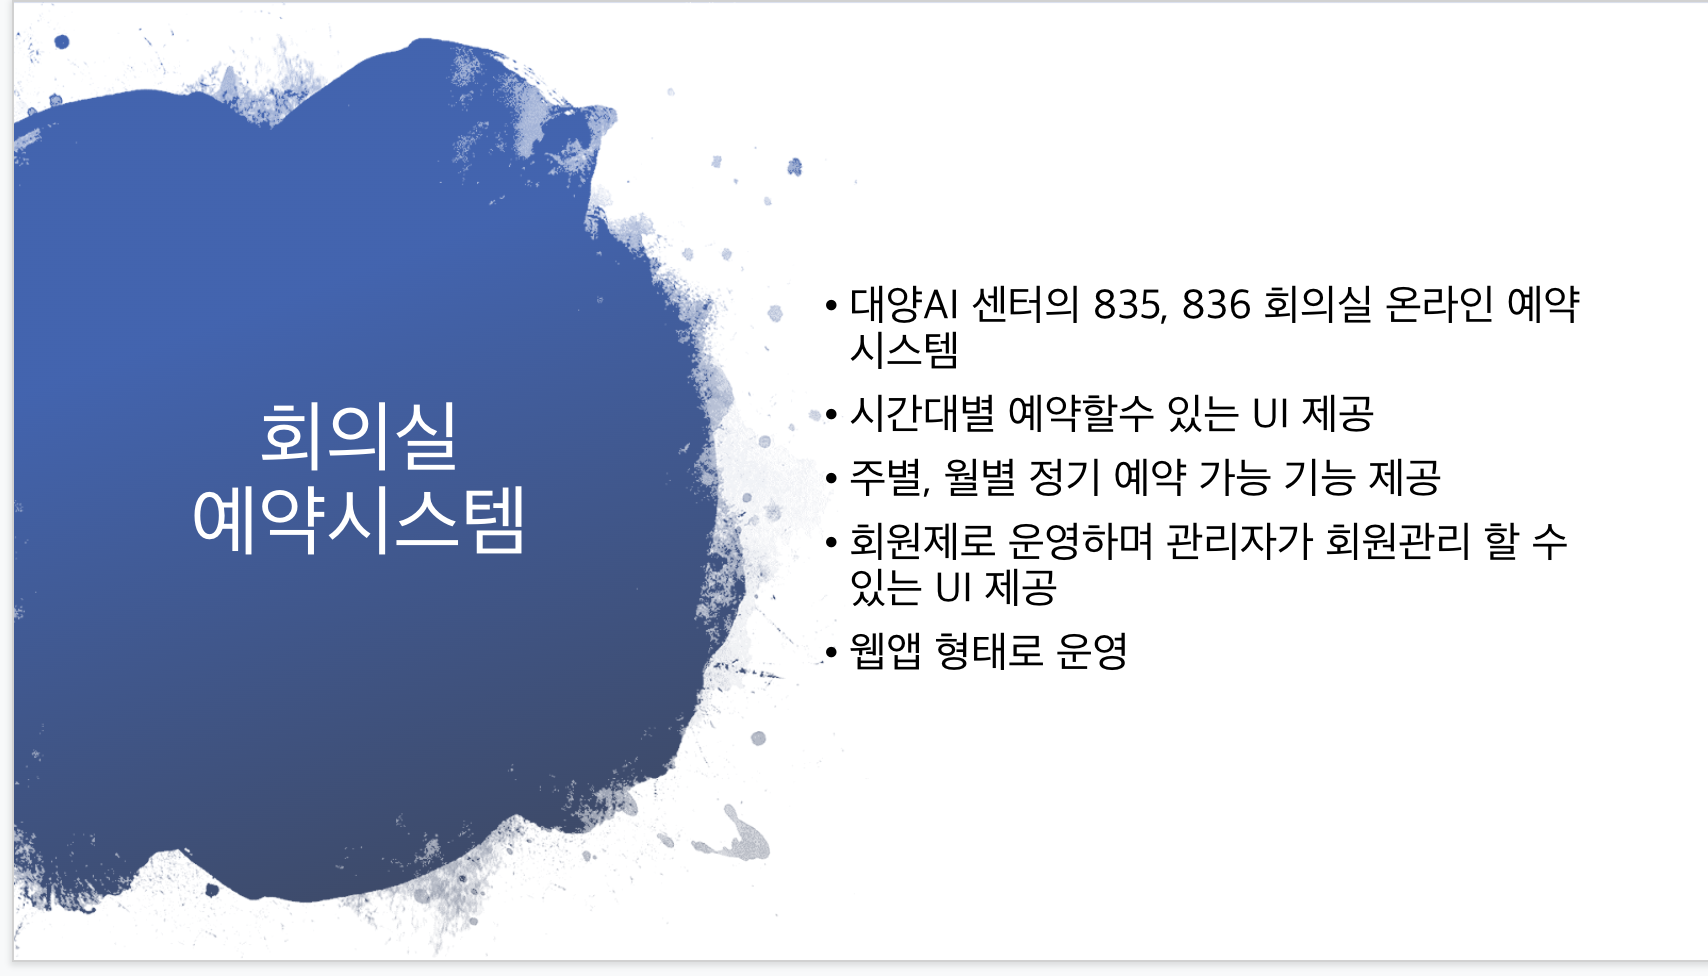 회의실
예약시스템
• 대양AI 센터의 835, 836 회의실 온라인 예약
시스템
• 시간대별 예약할수 있는 UI 제공
• 주별, 월별 정기 예약 가능 기능 제공
• 회원제로 운영하며 관리자가 회원관리 할 수
있는 UI 제공
• 웹앱 형태로 운영